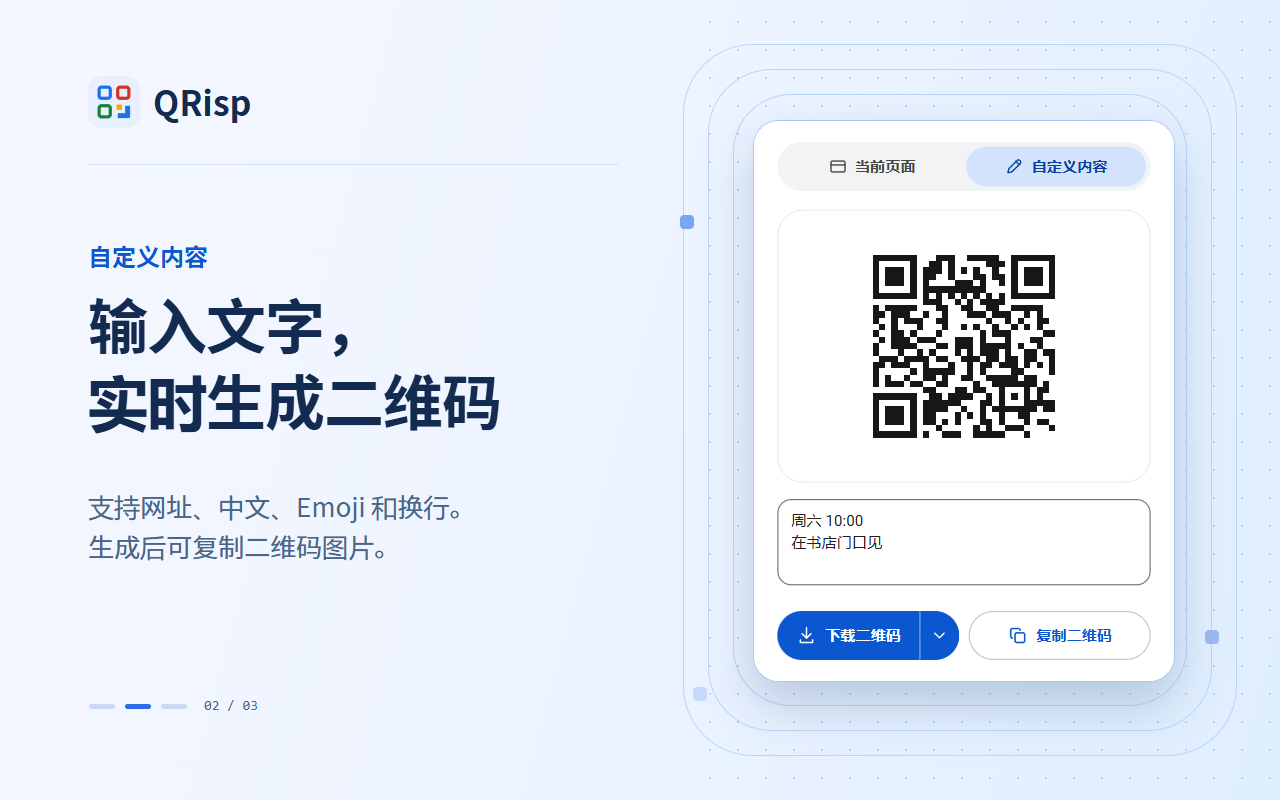 QRisp
自定义内容
输入文字，
实时生成二维码
支持网址、中文、Emoji 和换行。
生成后可复制二维码图片。
02 / 03
当前页面
自定义内容
周六 10:00
在书店门口见
下载二维码
复制二维码